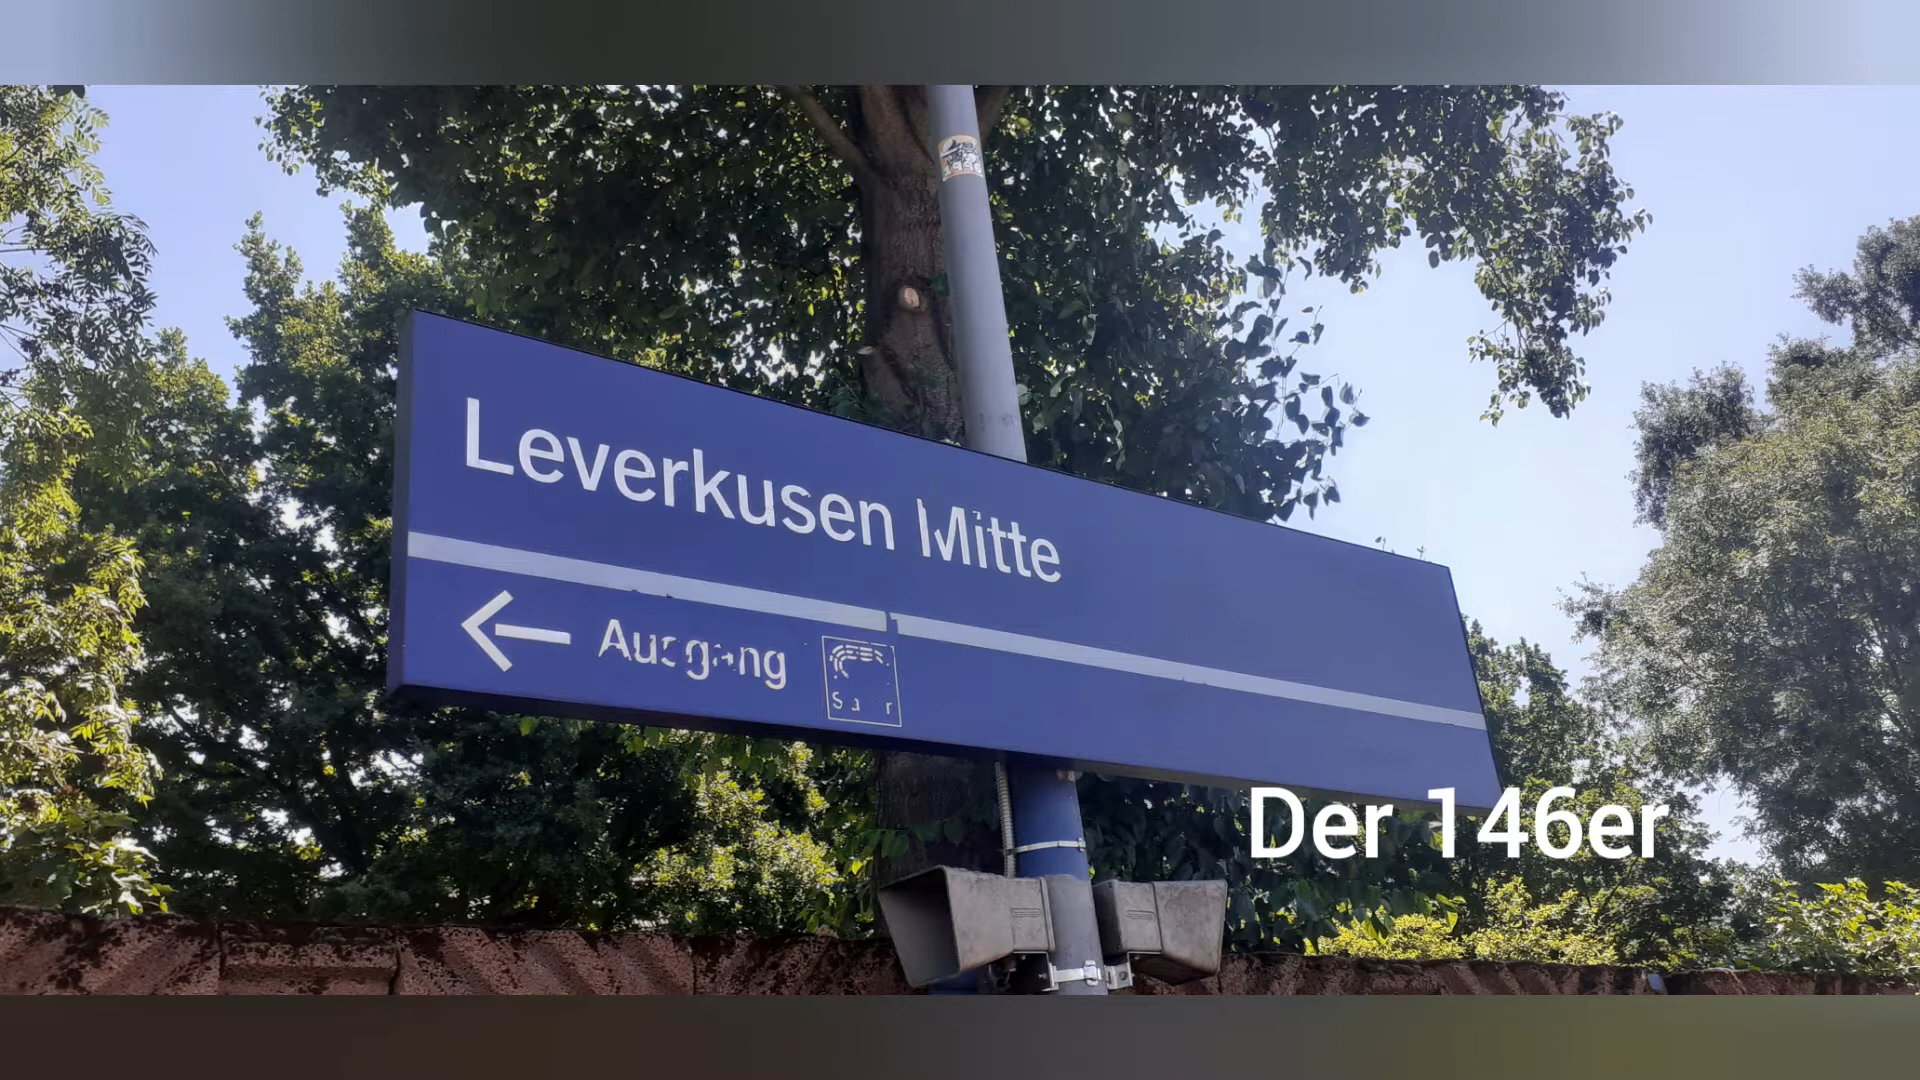 Leverkusen Mitte
← Ausgang
Der 146er